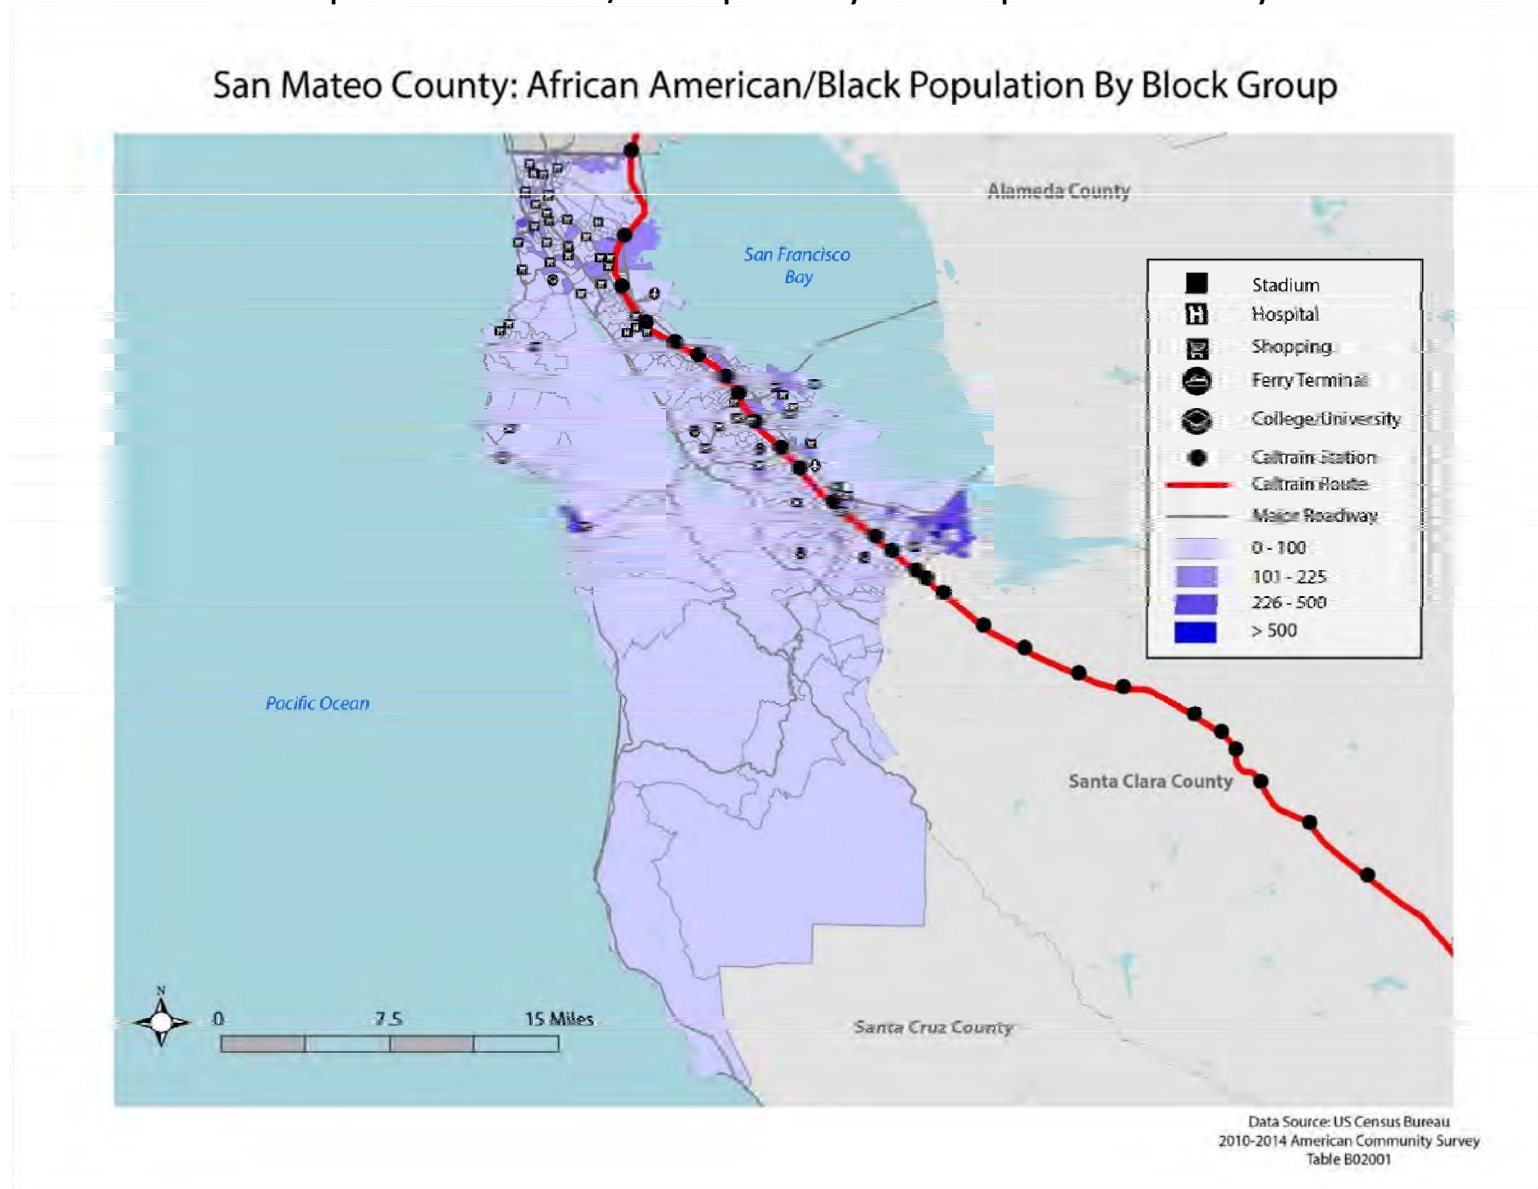 San Mateo County: African American/Black Population By Block Group
Alameda County
San Francisco
Bay
Stadium
H
Hospital
Shopping
Ferry Terminal
College/University
Caltrain Station
Caltrain Route
Major Roadway
0 - 100
101 - 225
226 - 500
> 500
Pacific Ocean
Santa Clara County
N
0 7.5 15 Miles
Santa Cruz County
Data Source: US Census Bureau
2010-2014 American Community Survey
Table B02001